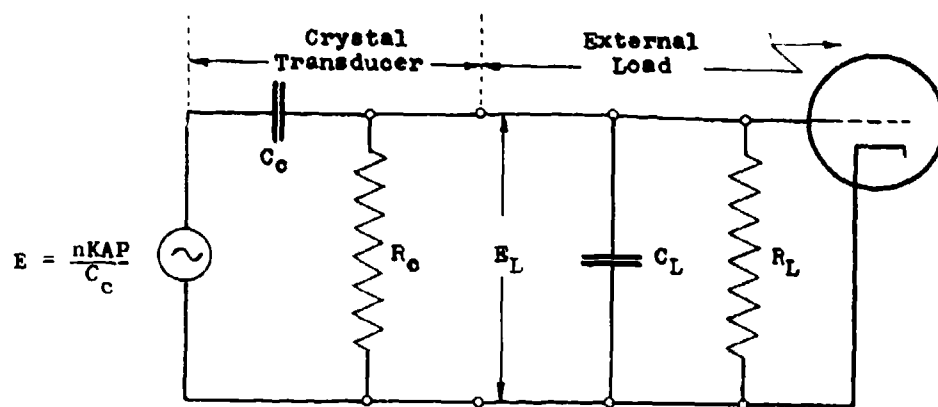 Crystal
Transducer
External
Load
C_c
E = nKAP/C_c
R_c
E_L
C_L
R_L